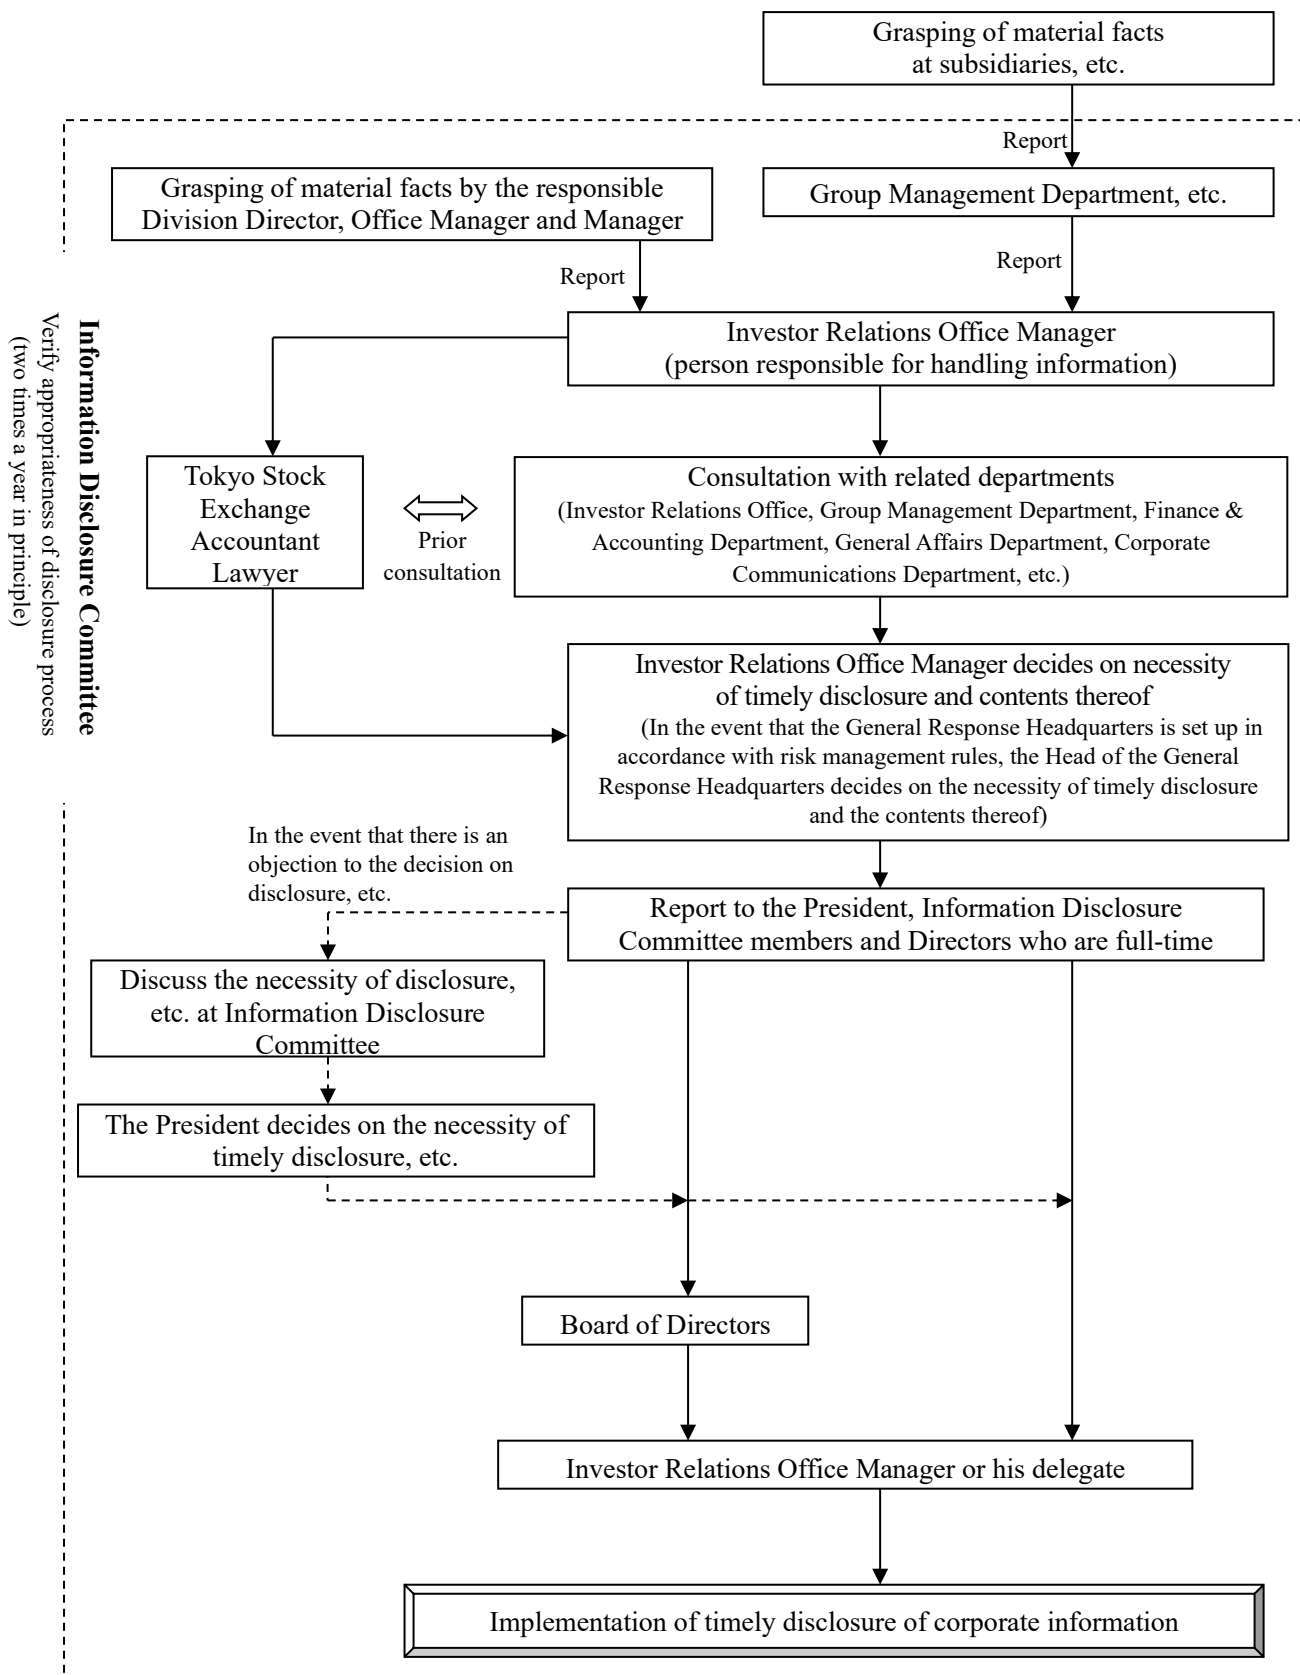 Grasping of material facts
at subsidiaries, etc.
Report
Grasping of material facts by the responsible
Division Director, Office Manager and Manager
Group Management Department, etc.
Report
Report
Investor Relations Office Manager
(person responsible for handling information)
Information Disclosure Committee
Verify appropriateness of disclosure process
(two times a year in principle)
Tokyo Stock
Exchange
Accountant
Lawyer
Prior
consultation
Consultation with related departments
(Investor Relations Office, Group Management Department, Finance &
Accounting Department, General Affairs Department, Corporate
Communications Department, etc.)
Investor Relations Office Manager decides on necessity
of timely disclosure and contents thereof
(In the event that the General Response Headquarters is set up in
accordance with risk management rules, the Head of the General
Response Headquarters decides on the necessity of timely disclosure
and the contents thereof)
In the event that there is an
objection to the decision on
disclosure, etc.
Report to the President, Information Disclosure
Committee members and Directors who are full-time
Discuss the necessity of disclosure,
etc. at Information Disclosure
Committee
The President decides on the necessity of
timely disclosure, etc.
Board of Directors
Investor Relations Office Manager or his delegate
Implementation of timely disclosure of corporate information